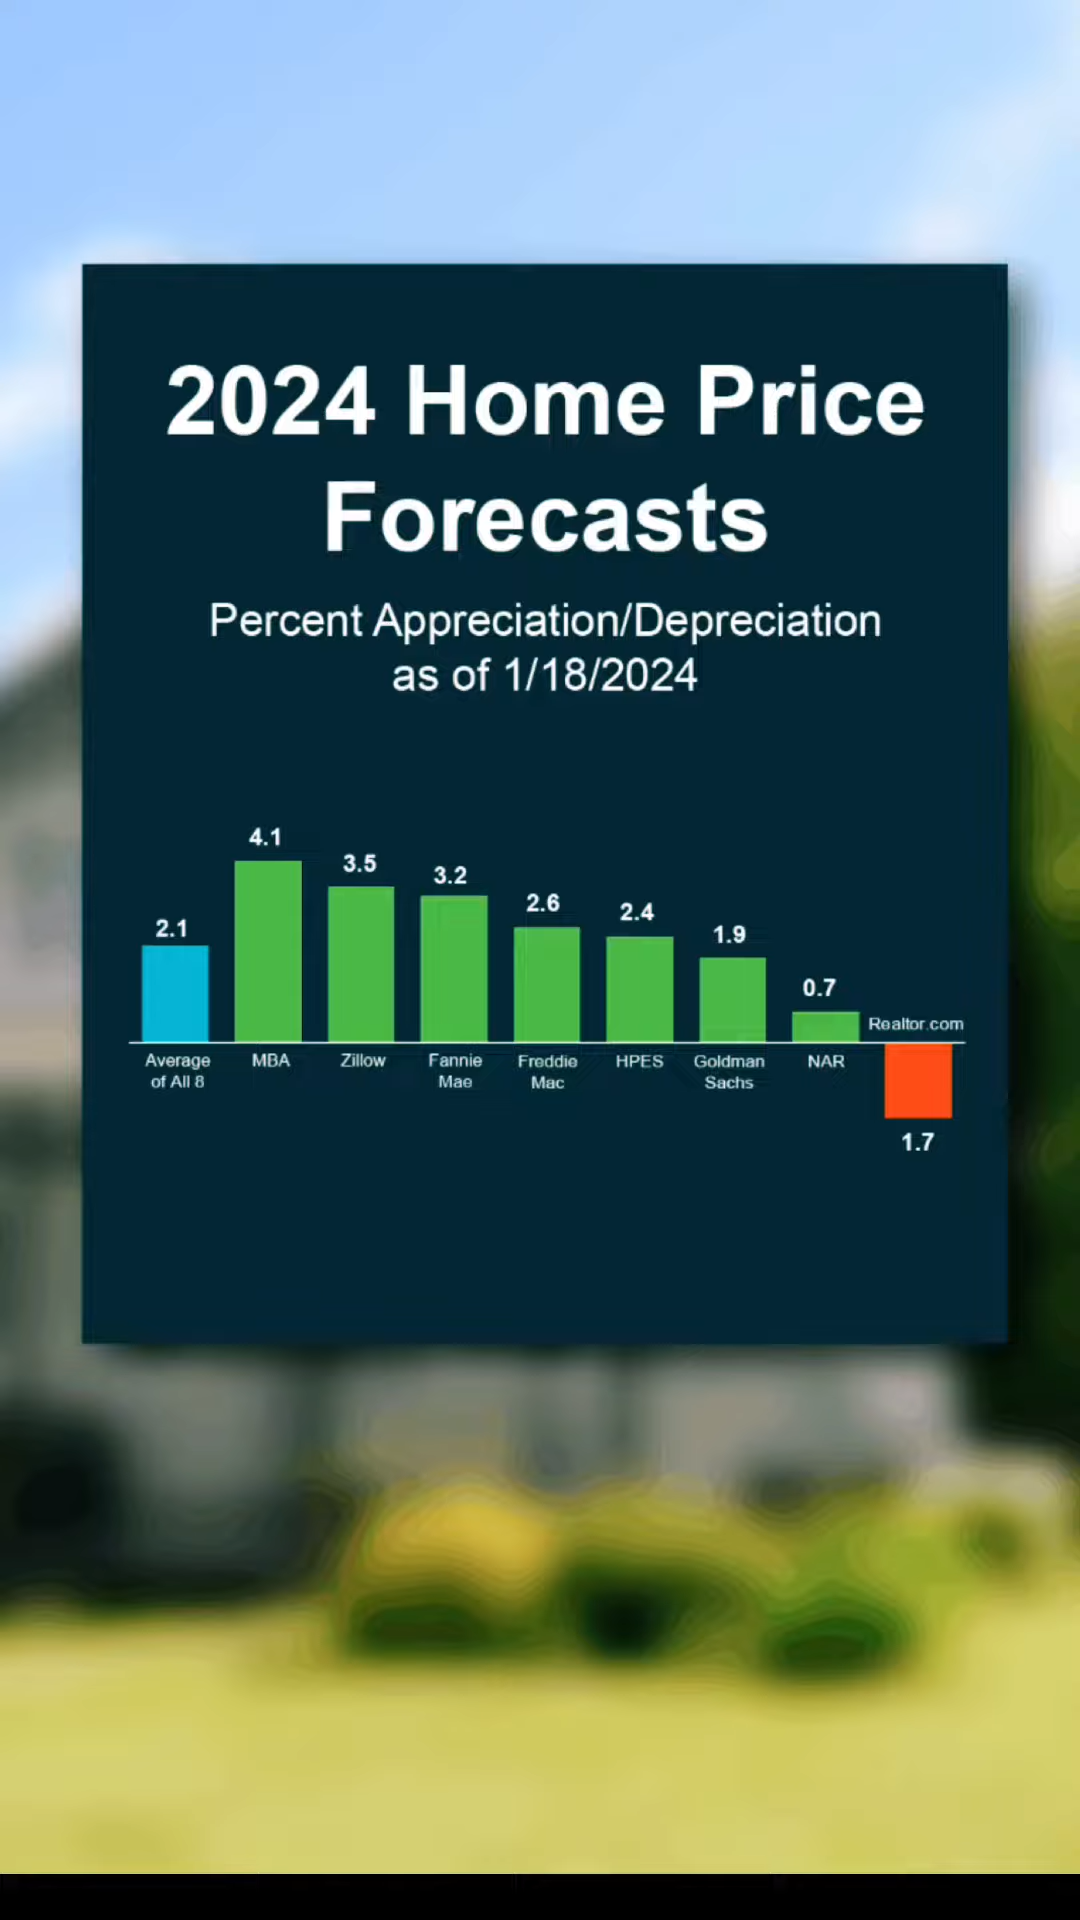 2024 Home Price
Forecasts
Percent Appreciation/Depreciation
as of 1/18/2024
2.1
4.1
3.5
3.2
2.6
2.4
1.9
0.7
Realtor.com
Average
of All 8
MBA
Zillow
Fannie
Mae
Freddie
Mac
HPES
Goldman
Sachs
NAR
1.7